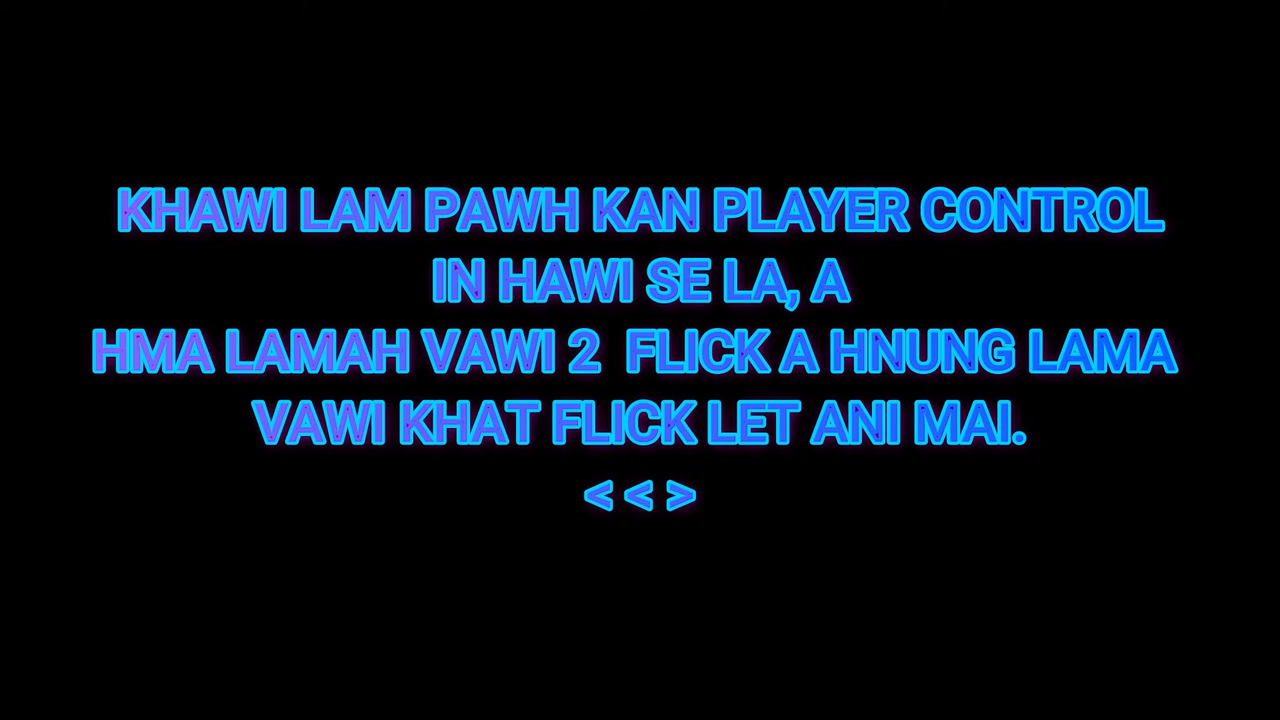 KHAWI LAM PAWH KAN PLAYER CONTROL
IN HAWI SE LA, A
HMA LAMAH VAWI 2  FLICK A HNUNG LAMA
VAWI KHAT FLICK LET ANI MAI.
< < >